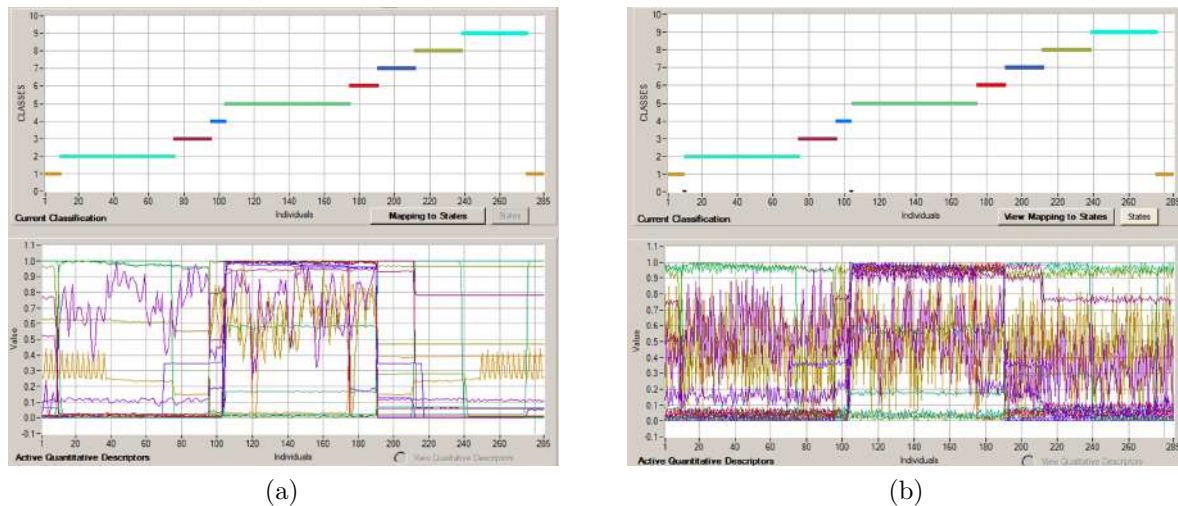 10
9
8
7
6
5
4
3
2
1
0
CLASSES
1 20 40 60 80 100 120 140 160 180 200 220 240 260 285
Individuals
Current Classification
Mapping to States
States
1.1
1.0
0.9
0.8
0.7
0.6
0.5
0.4
0.3
0.2
0.1
0.0
-0.1
Value
1 20 40 60 80 100 120 140 160 180 200 220 240 260 285
Individuals
Active Quantitative Descriptors
View Qualitative Descriptors
(a)
10
9
8
7
6
5
4
3
2
1
0
CLASSES
1 20 40 60 80 100 120 140 160 180 200 220 240 260 285
Individuals
Current Classification
View Mapping to States
States
1.1
1.0
0.9
0.8
0.7
0.6
0.5
0.4
0.3
0.2
0.1
0.0
-0.1
Value
1 20 40 60 80 100 120 140 160 180 200 220 240 260 285
Individuals
Active Quantitative Descriptors
View Qualitative Descriptors
(b)